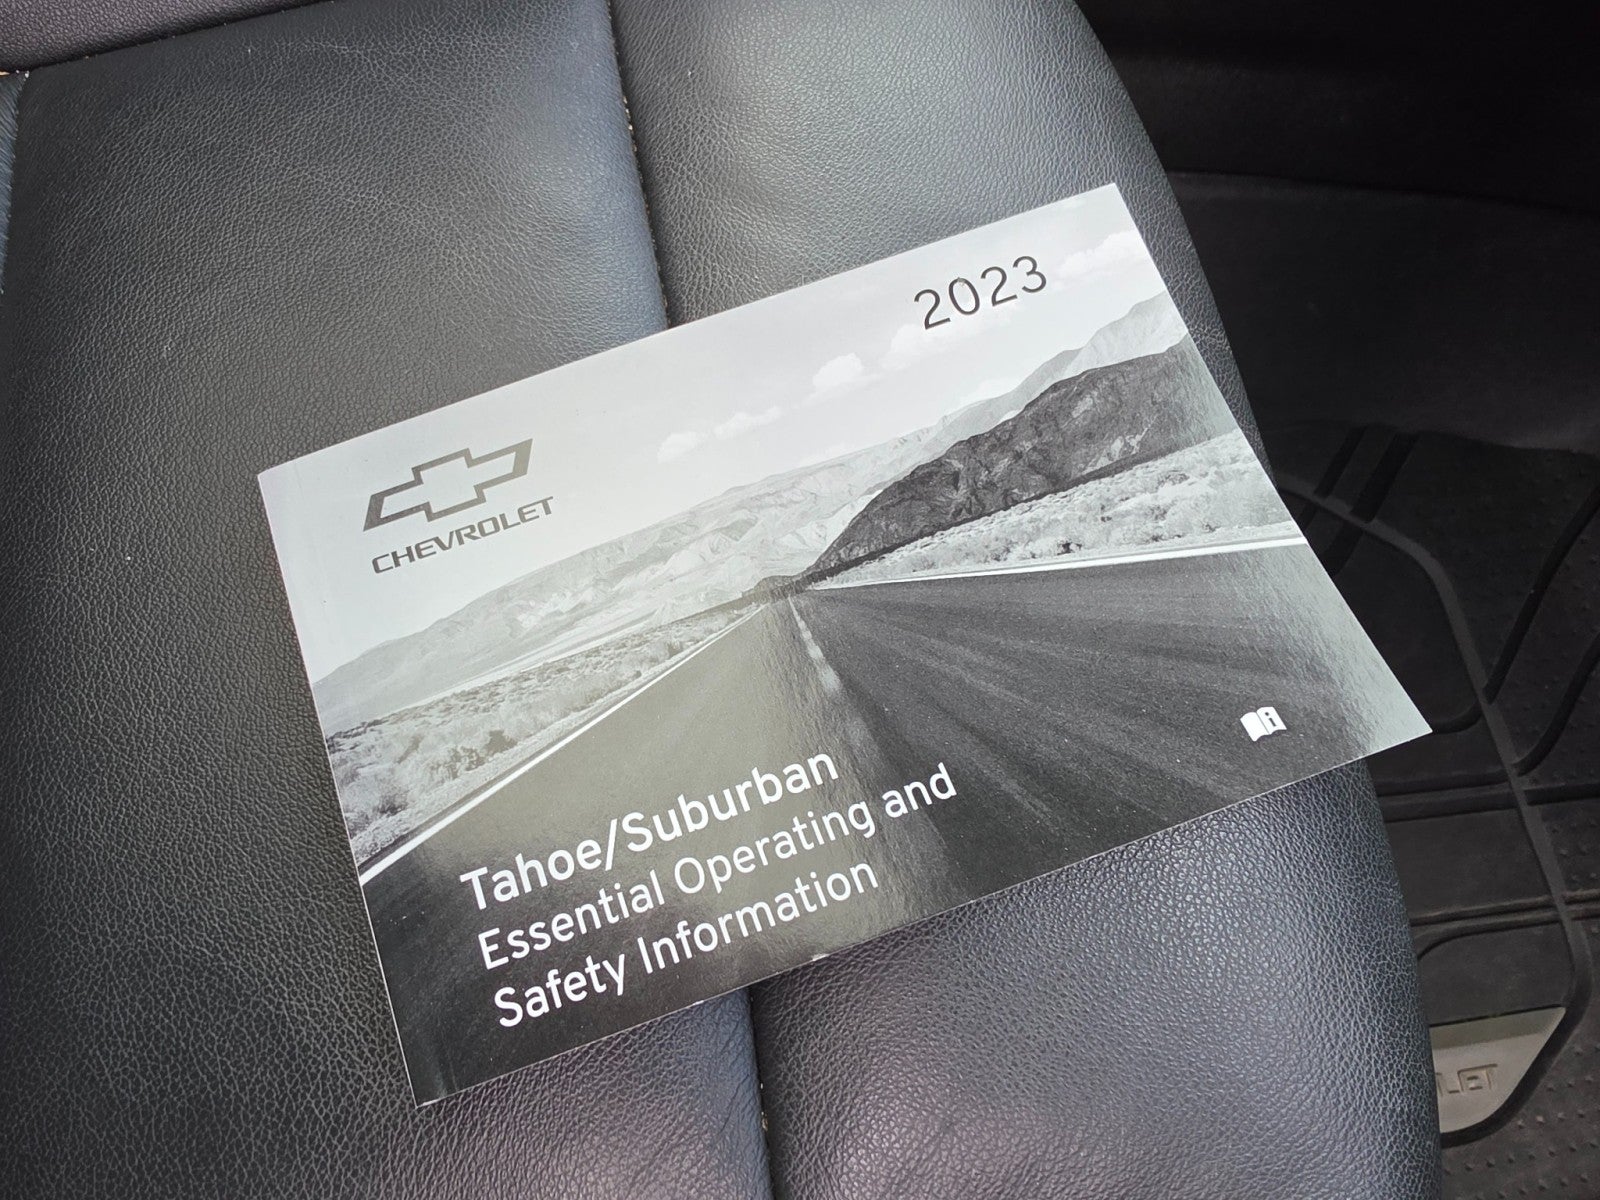 2023
CHEVROLET
Tahoe/Suburban
Essential Operating and
Safety Information